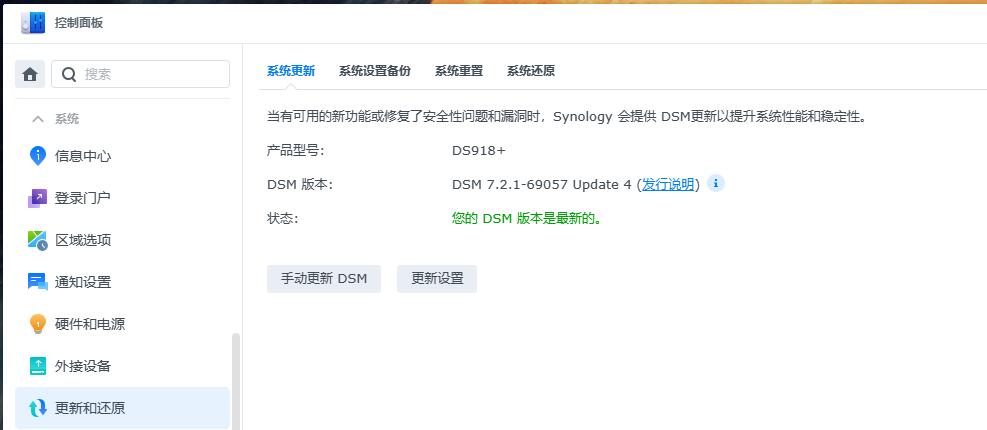 控制面板
搜索
系统
信息中心
登录门户
区域选项
通知设置
硬件和电源
外接设备
更新和还原
系统更新 系统设置备份 系统重置 系统还原
当有可用的新功能或修复了安全性问题和漏洞时，Synology 会提供 DSM更新以提升系统性能和稳定性。
产品型号： DS918+
DSM 版本： DSM 7.2.1-69057 Update 4 (发行说明)
状态： 您的 DSM 版本是最新的。
手动更新 DSM 更新设置